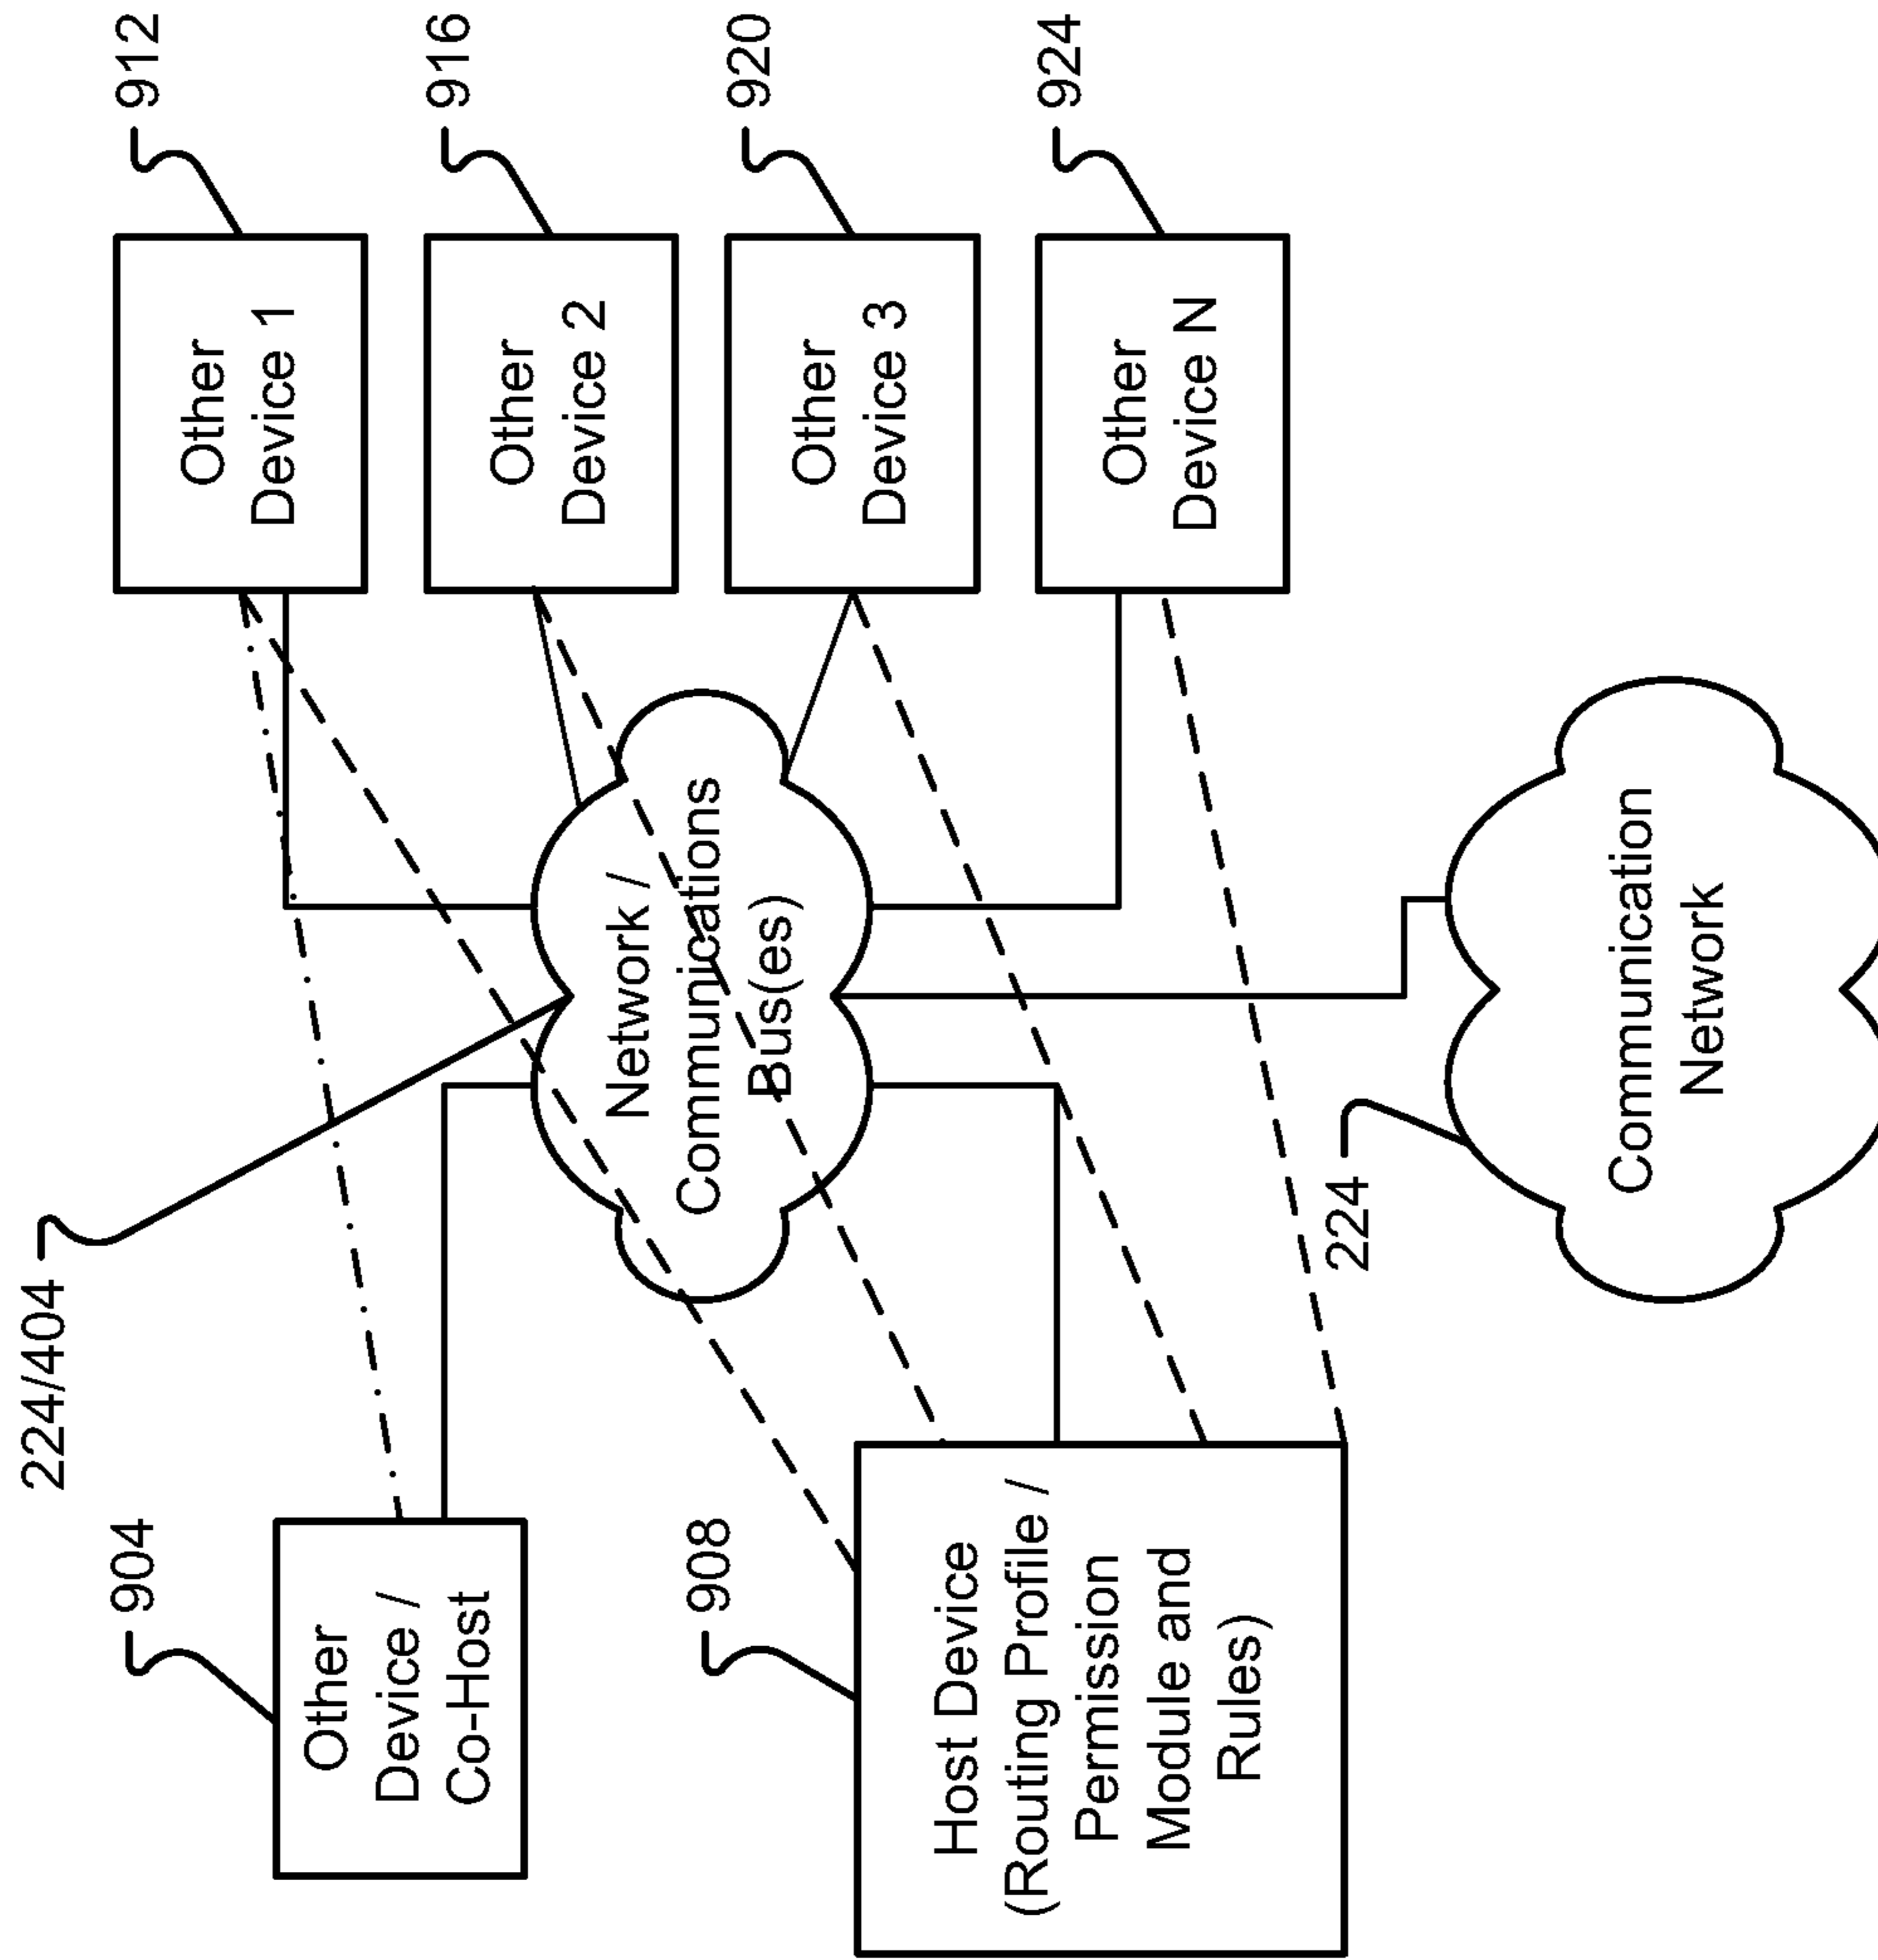 912
Other
Device 1
916
Other
Device 2
920
Other
Device 3
924
Other
Device N
224/404
Network /
Communications
Bus(es)
904
Other
Device /
Co-Host
908
Host Device
(Routing Profile /
Permission
Module and
Rules)
224
Communication
Network